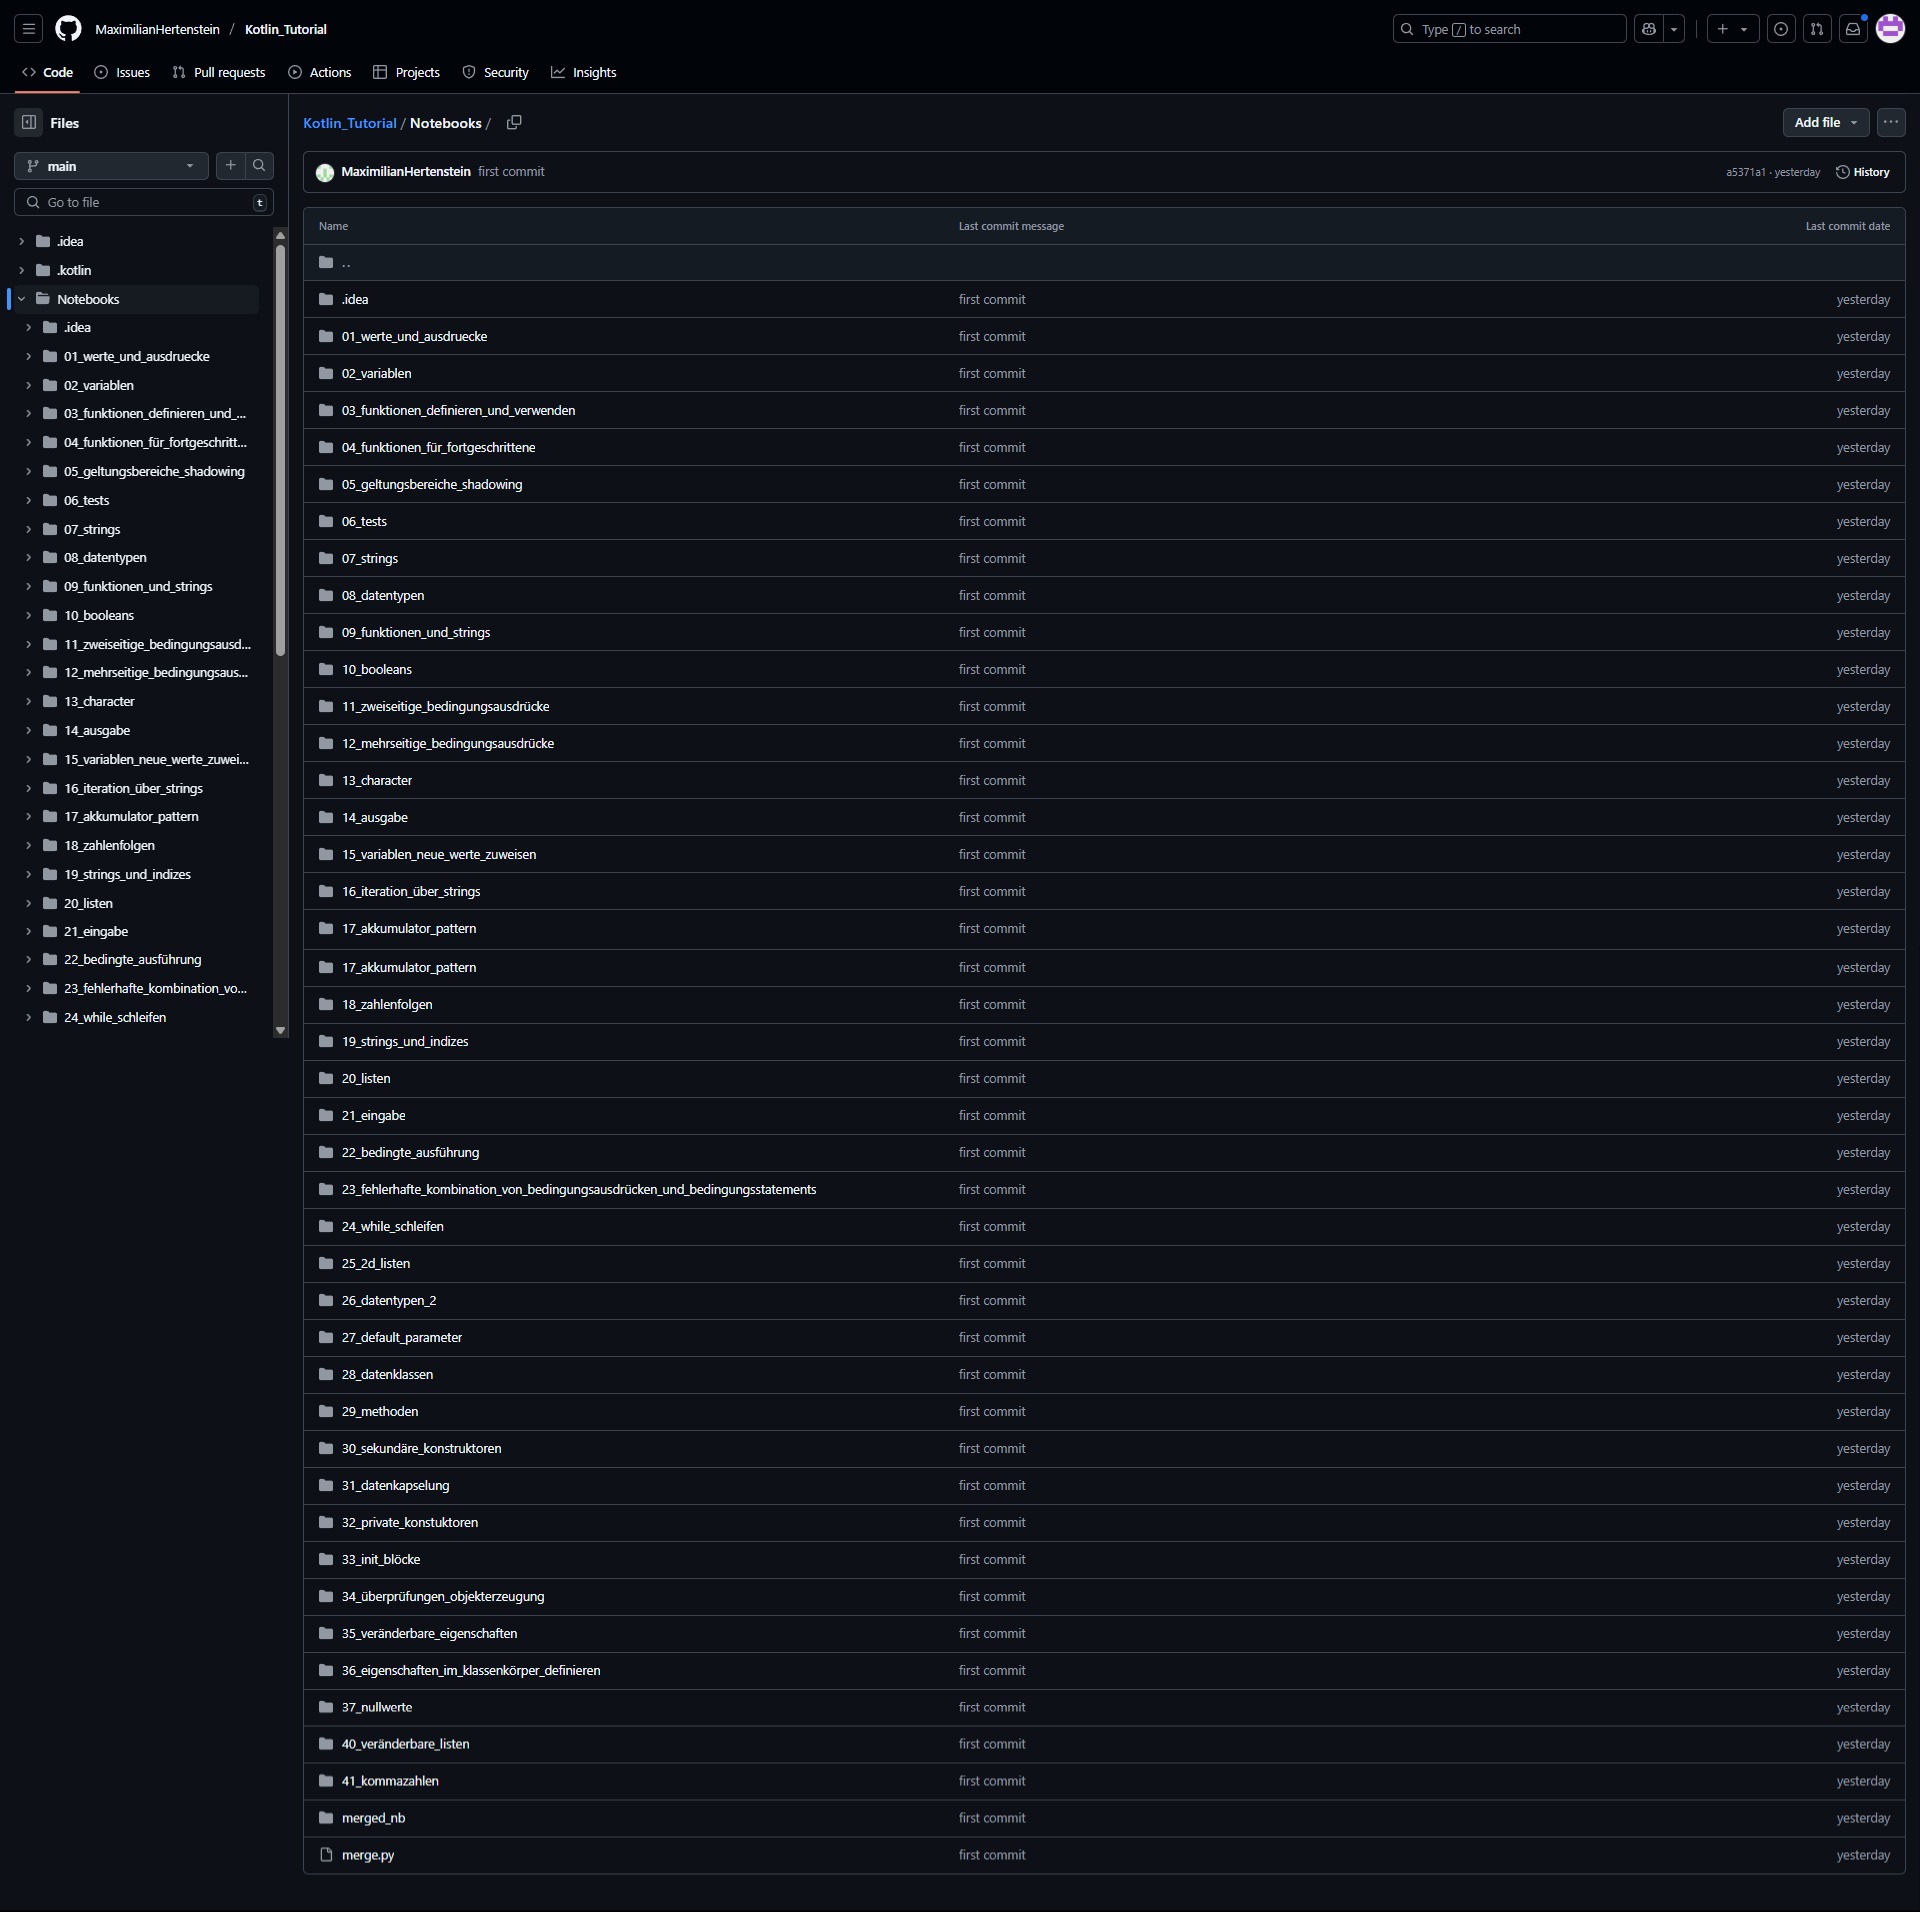 MaximilianHertenstein / Kotlin_Tutorial
Type / to search
Code Issues Pull requests Actions Projects Security Insights
Files
main
Go to file t
.idea
.kotlin
Notebooks
.idea
01_werte_und_ausdruecke
02_variablen
03_funktionen_definieren_und_...
04_funktionen_für_fortgeschritt...
05_geltungsbereiche_shadowing
06_tests
07_strings
08_datentypen
09_funktionen_und_strings
10_booleans
11_zweiseitige_bedingungsausd...
12_mehrseitige_bedingungsaus...
13_character
14_ausgabe
15_variablen_neue_werte_zuwei...
16_iteration_über_strings
17_akkumulator_pattern
18_zahlenfolgen
19_strings_und_indizes
20_listen
21_eingabe
22_bedingte_ausführung
23_fehlerhafte_kombination_vo...
24_while_schleifen
Kotlin_Tutorial / Notebooks /
Add file
MaximilianHertenstein first commit a5371a1 · yesterday History
Name Last commit message Last commit date
..
.idea first commit yesterday
01_werte_und_ausdruecke first commit yesterday
02_variablen first commit yesterday
03_funktionen_definieren_und_verwenden first commit yesterday
04_funktionen_für_fortgeschrittene first commit yesterday
05_geltungsbereiche_shadowing first commit yesterday
06_tests first commit yesterday
07_strings first commit yesterday
08_datentypen first commit yesterday
09_funktionen_und_strings first commit yesterday
10_booleans first commit yesterday
11_zweiseitige_bedingungsausdrücke first commit yesterday
12_mehrseitige_bedingungsausdrücke first commit yesterday
13_character first commit yesterday
14_ausgabe first commit yesterday
15_variablen_neue_werte_zuweisen first commit yesterday
16_iteration_über_strings first commit yesterday
17_akkumulator_pattern first commit yesterday
17_akkumulator_pattern first commit yesterday
18_zahlenfolgen first commit yesterday
19_strings_und_indizes first commit yesterday
20_listen first commit yesterday
21_eingabe first commit yesterday
22_bedingte_ausführung first commit yesterday
23_fehlerhafte_kombination_von_bedingungsausdrücken_und_bedingungsstatements first commit yesterday
24_while_schleifen first commit yesterday
25_2d_listen first commit yesterday
26_datentypen_2 first commit yesterday
27_default_parameter first commit yesterday
28_datenklassen first commit yesterday
29_methoden first commit yesterday
30_sekundäre_konstruktoren first commit yesterday
31_datenkapselung first commit yesterday
32_private_konstuktoren first commit yesterday
33_init_blöcke first commit yesterday
34_überprüfungen_objekterzeugung first commit yesterday
35_veränderbare_eigenschaften first commit yesterday
36_eigenschaften_im_klassenkörper_definieren first commit yesterday
37_nullwerte first commit yesterday
40_veränderbare_listen first commit yesterday
41_kommazahlen first commit yesterday
merged_nb first commit yesterday
merge.py first commit yesterday